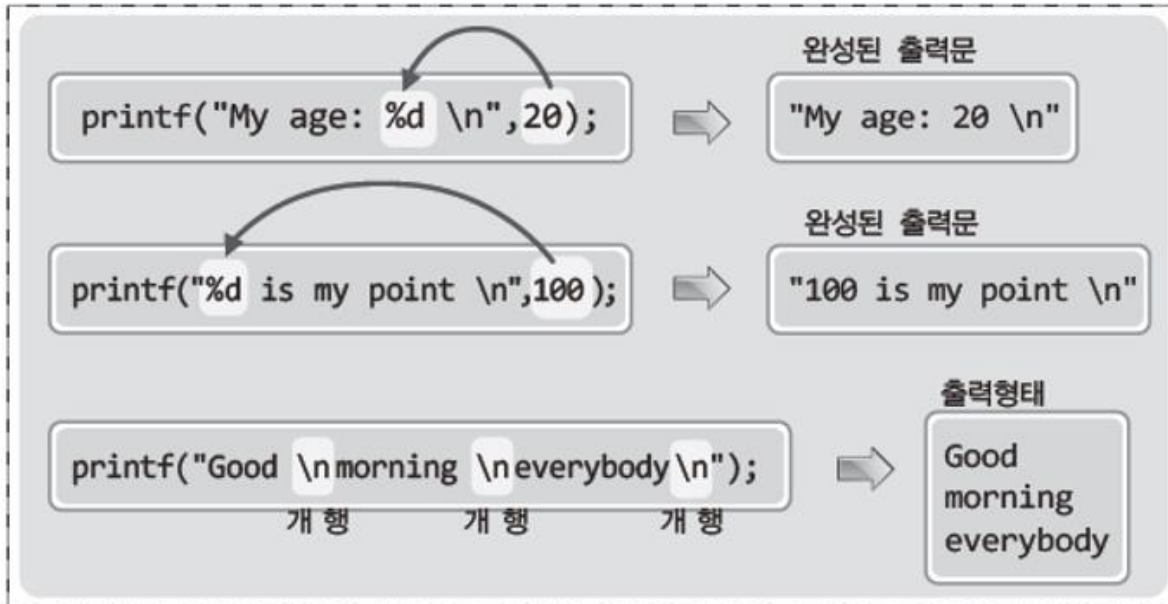 완성된 출력문
printf("My age: %d \n",20);
"My age: 20 \n"
완성된 출력문
printf("%d is my point \n",100);
"100 is my point \n"
출력형태
printf("Good \nmorning \neverybody\n");
개 행 개 행 개 행
Good
morning
everybody